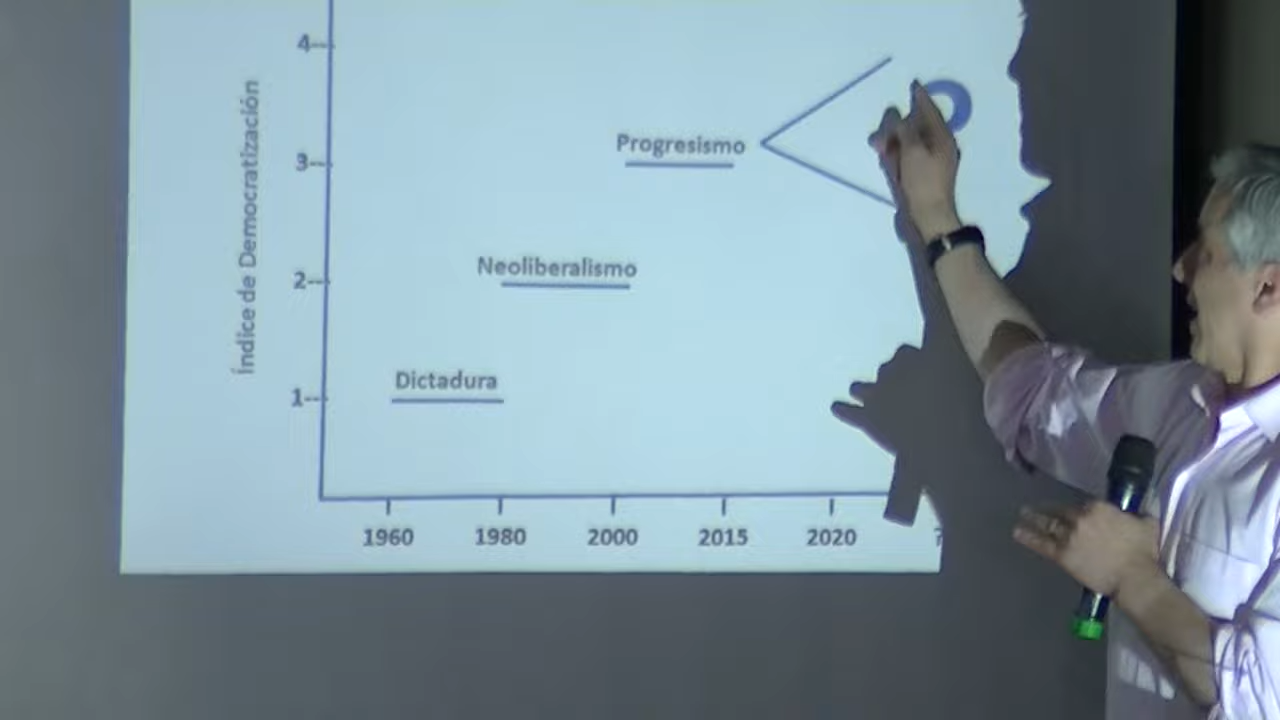 4
Índice de Democratización
Progresismo
3
Neoliberalismo
2
Dictadura
1
1960 1980 2000 2015 2020